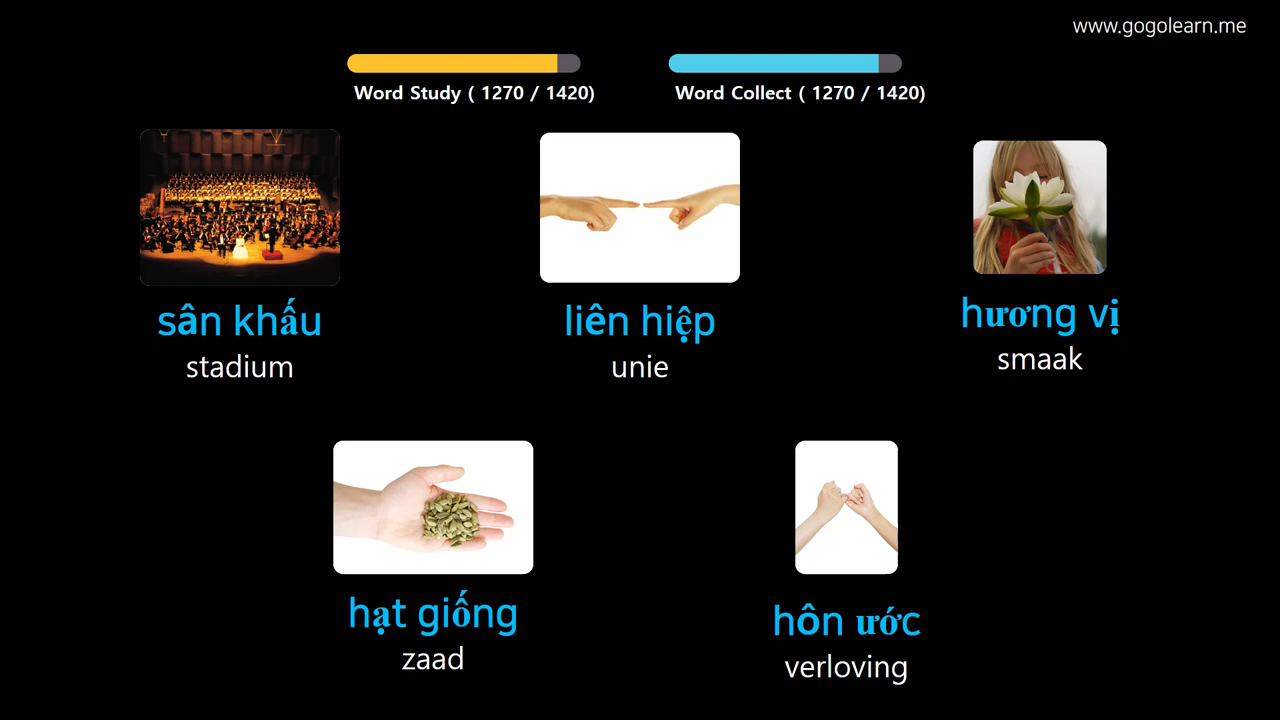 www.gogolearn.me
Word Study ( 1270 / 1420)
Word Collect ( 1270 / 1420)
sân khấu
stadium
liên hiệp
unie
hương vị
smaak
hạt giống
zaad
hôn ước
verloving